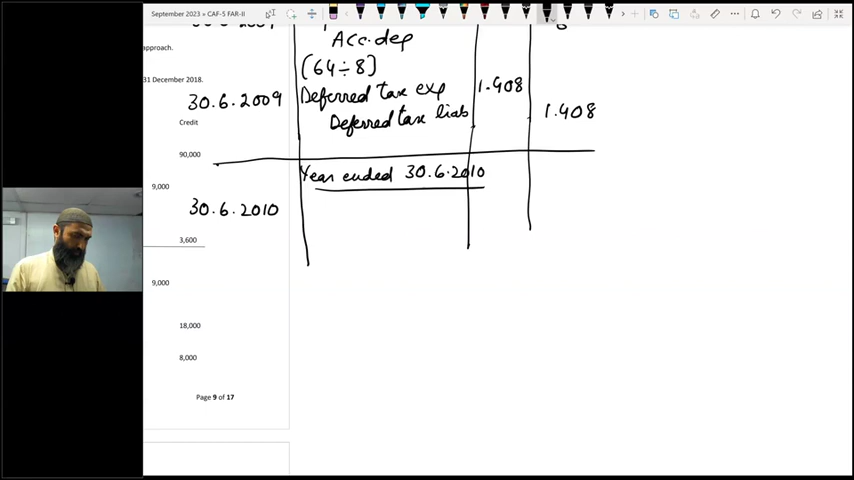 September 2023 » CAF-5 FAR-II
approach.
31 December 2018.
Credit
90,000
9,000
3,600
9,000
18,000
8,000
Page 9 of 17
Acc.dep
(64÷8)
30.6.2009 Deferred tax exp 1.408
Deferred tax liab 1.408
Year ended 30.6.2010
30.6.2010